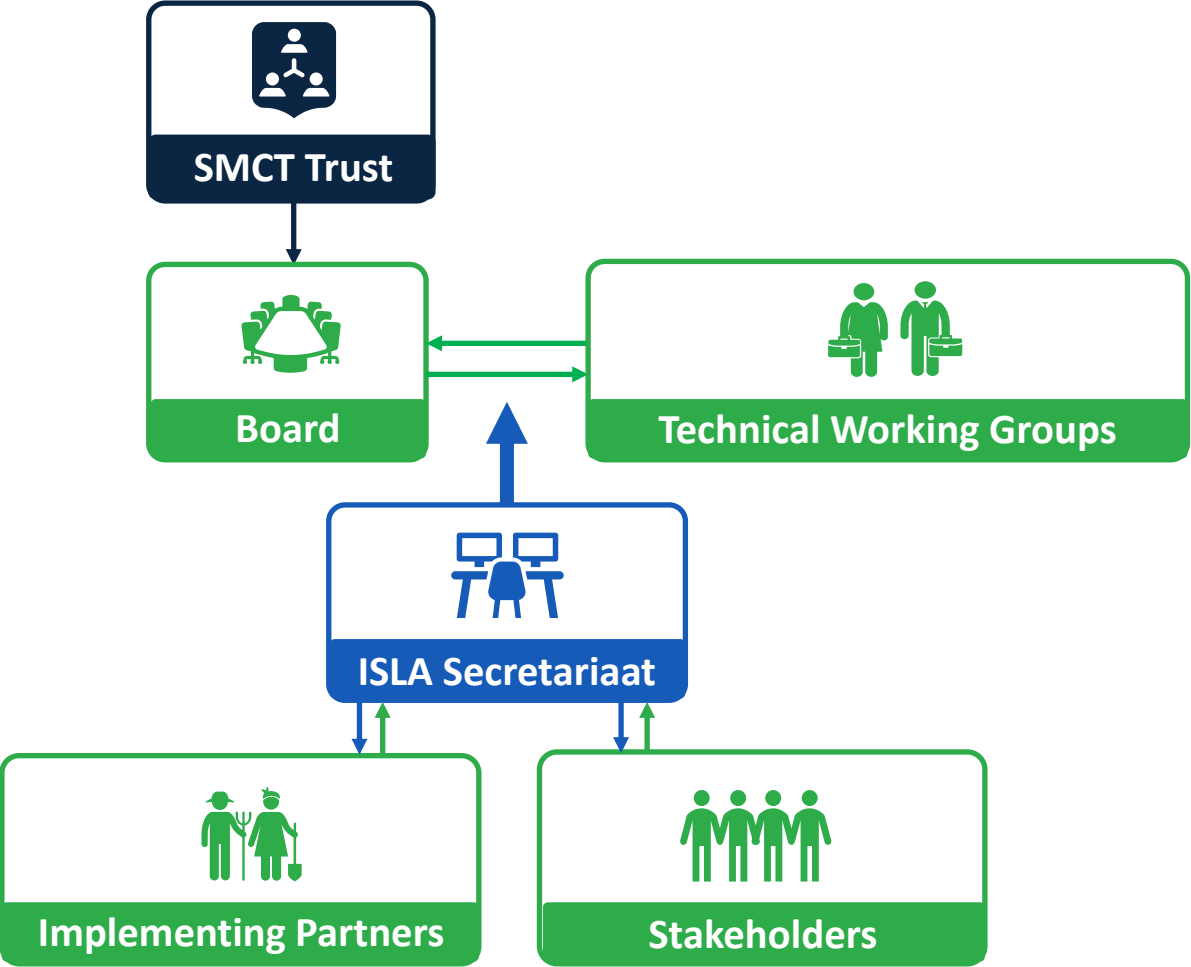 SMCT Trust
Board
Technical Working Groups
ISLA Secretariaat
Implementing Partners
Stakeholders